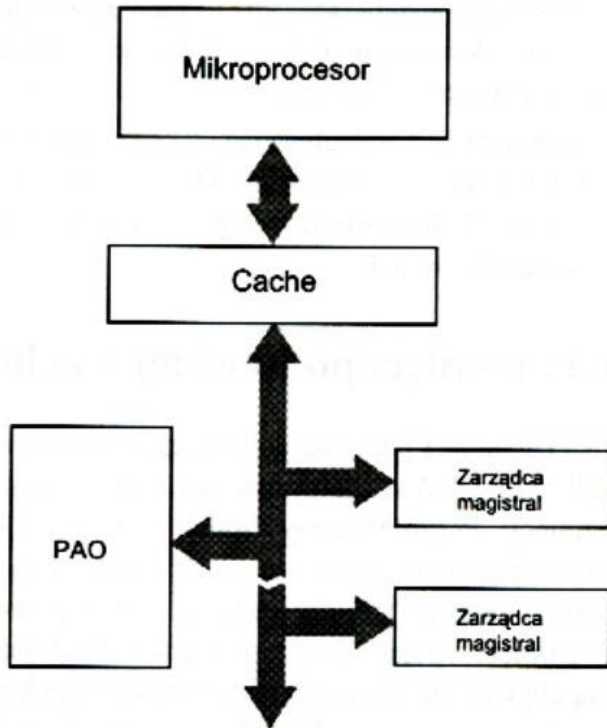 Mikroprocesor
Cache
PAO
Zarządca
magistral
Zarządca
magistral